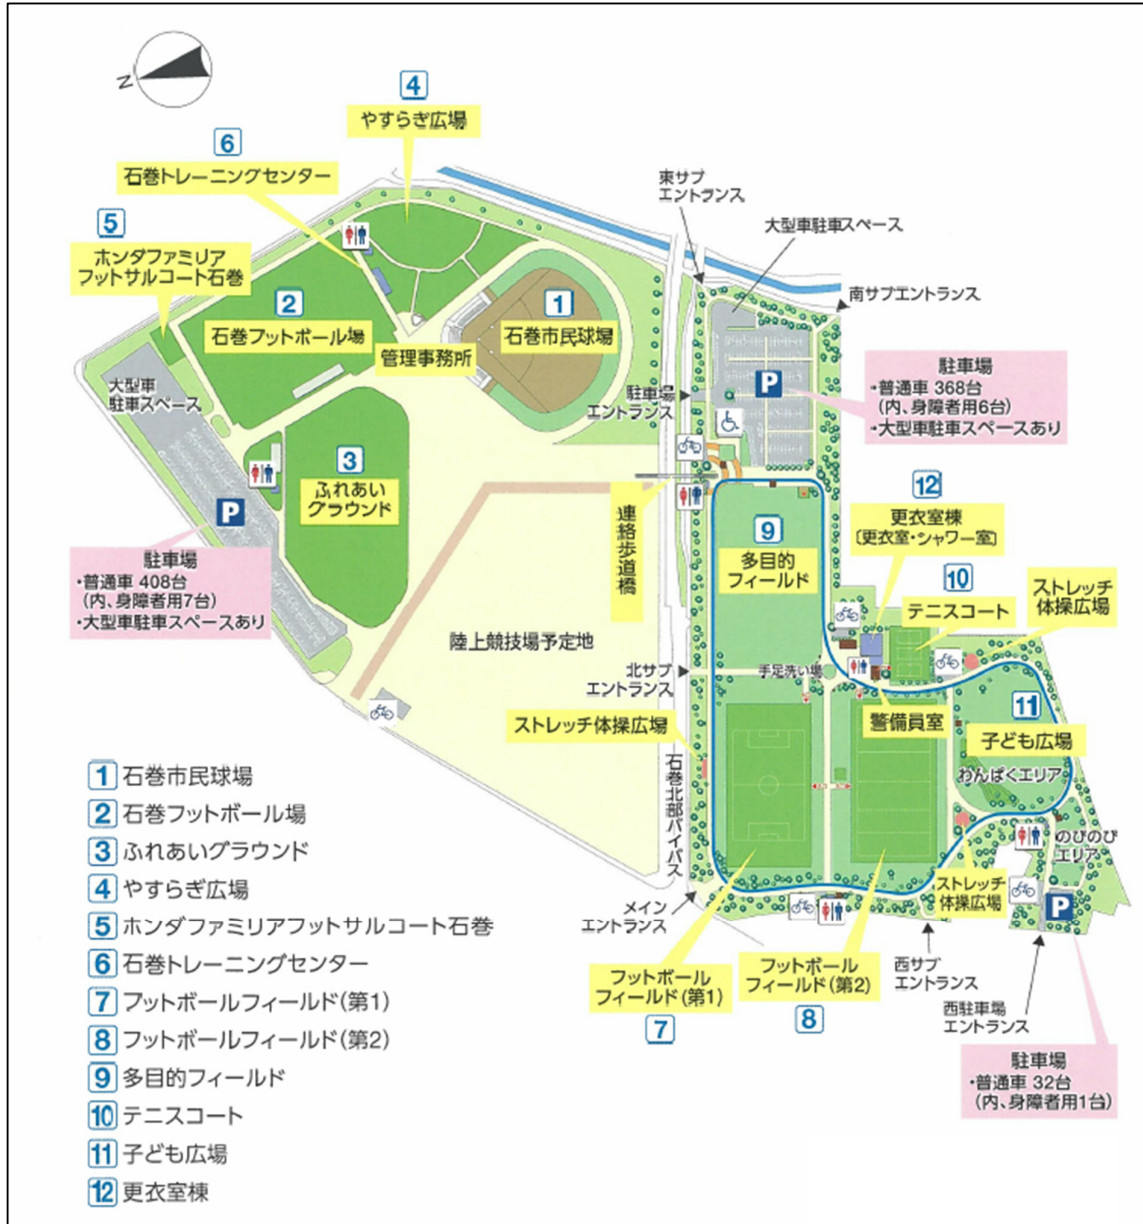 N
4
やすらぎ広場
6
石巻トレーニングセンター
5
ホンダファミリア
フットサルコート石巻
東サブ
エントランス
大型車駐車スペース
南サブエントランス
2
石巻フットボール場
1
石巻市民球場
管理事務所
大型車
駐車スペース
駐車場
エントランス
P
駐車場
・普通車 368台
(内、身障者用6台)
・大型車駐車スペースあり
3
ふれあい
グラウンド
P
駐車場
・普通車 408台
(内、身障者用7台)
・大型車駐車スペースあり
連絡歩道橋
9
多目的
フィールド
12
更衣室棟
〔更衣室・シャワー室〕
10
テニスコート
ストレッチ
体操広場
陸上競技場予定地
北サブ
エントランス
手足洗い場
ストレッチ体操広場
警備員室
11
子ども広場
わんぱくエリア
石巻北部バイパス
のびのび
エリア
ストレッチ
体操広場
P
メイン
エントランス
フットボール
フィールド(第1)
7
フットボール
フィールド(第2)
8
西サブ
エントランス
西駐車場
エントランス
駐車場
・普通車 32台
(内、身障者用1台)
1 石巻市民球場
2 石巻フットボール場
3 ふれあいグラウンド
4 やすらぎ広場
5 ホンダファミリアフットサルコート石巻
6 石巻トレーニングセンター
7 フットボールフィールド(第1)
8 フットボールフィールド(第2)
9 多目的フィールド
10 テニスコート
11 子ども広場
12 更衣室棟